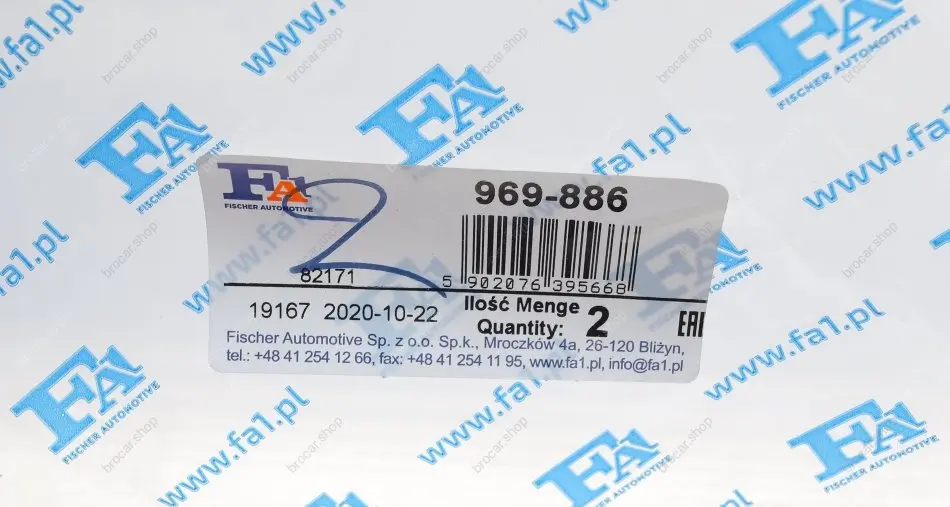 FA1
FISCHER AUTOMOTIVE
2
969-886
82171
5 902076 395668
19167 2020-10-22
Ilość Menge
Quantity: 2
EAC
Fischer Automotive Sp. z o.o. Sp.k., Mroczków 4a, 26-120 Bliżyn,
tel.: +48 41 254 12 66, fax: +48 41 254 11 95, www.fa1.pl, info@fa1.pl
www.fa1.pl
FA1
FISCHER AUTOMOTIVE
brocar.shop